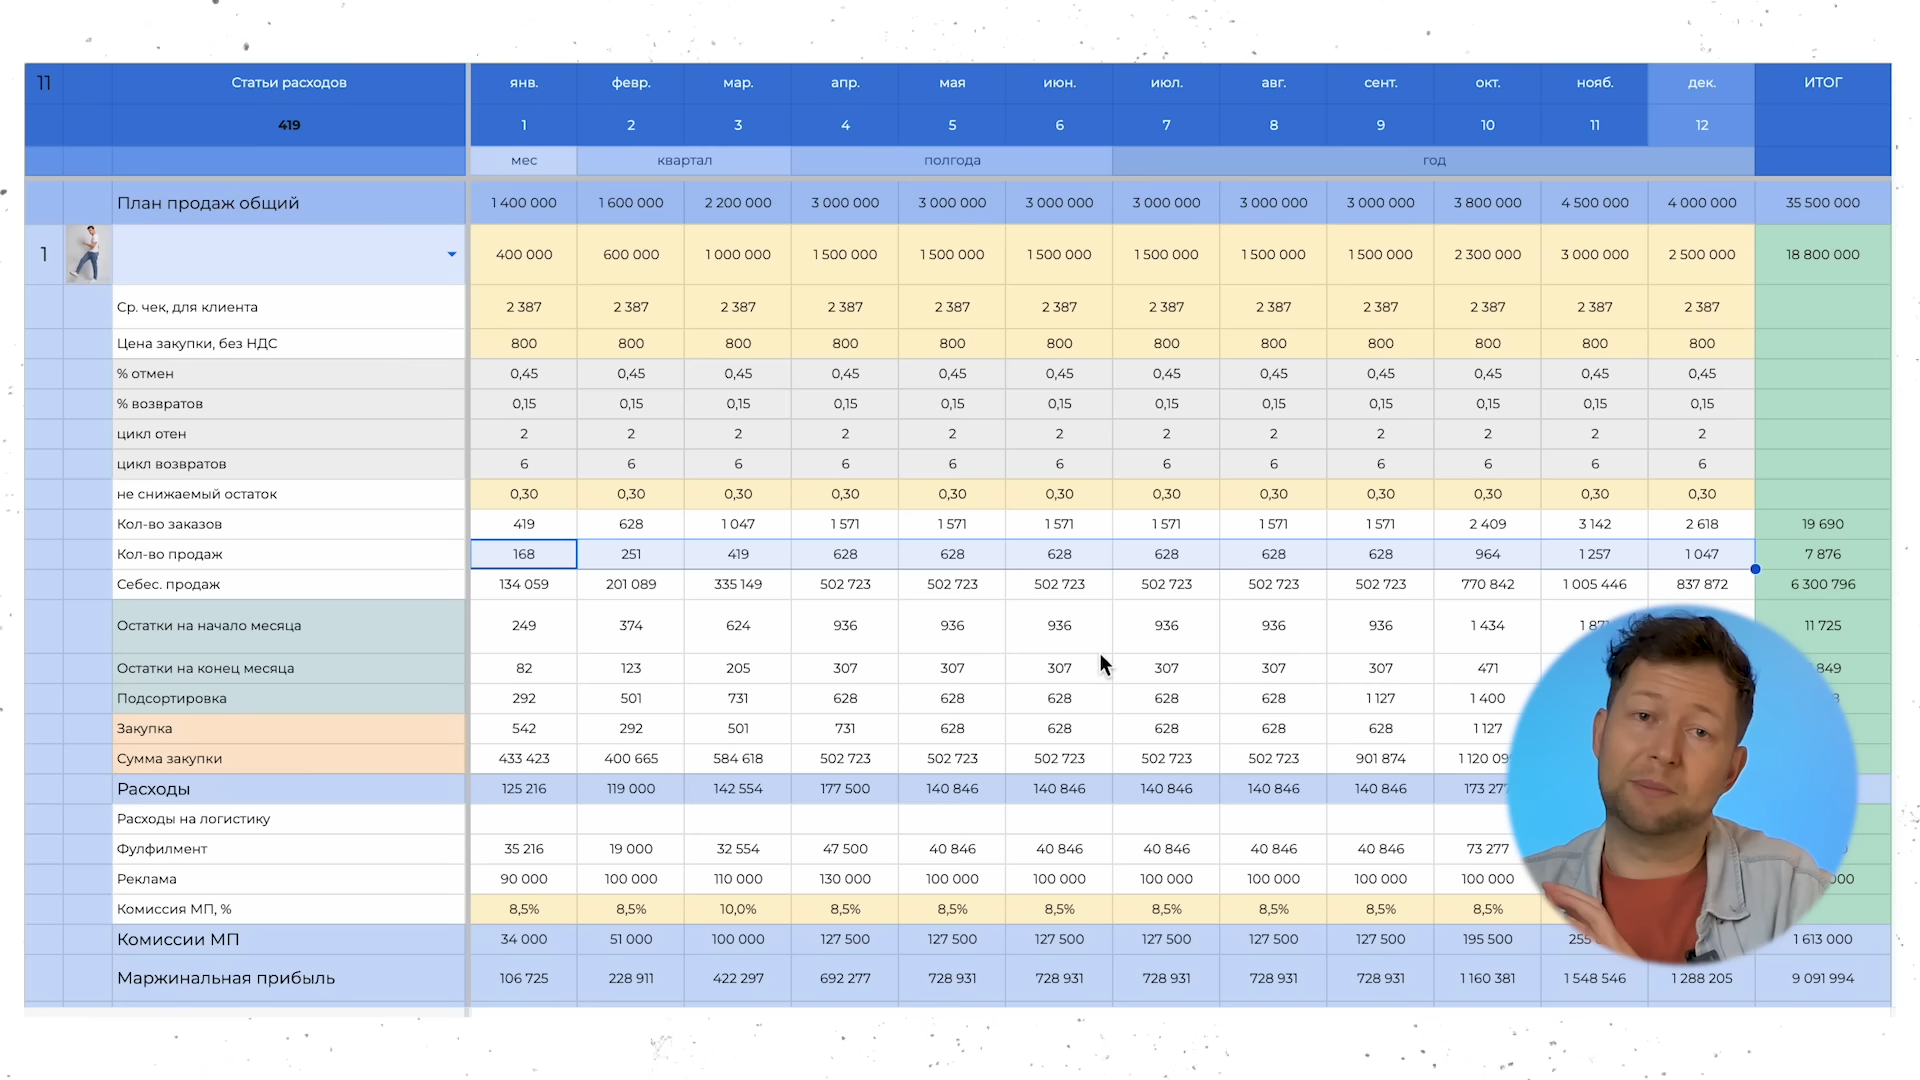 11 Статьи расходов янв. февр. мар. апр. мая июн. июл. авг. сент. окт. нояб. дек. ИТОГ
419 1 2 3 4 5 6 7 8 9 10 11 12
мес квартал полгода год
План продаж общий 1 400 000 1 600 000 2 200 000 3 000 000 3 000 000 3 000 000 3 000 000 3 000 000 3 000 000 3 800 000 4 500 000 4 000 000 35 500 000
1 400 000 600 000 1 000 000 1 500 000 1 500 000 1 500 000 1 500 000 1 500 000 1 500 000 2 300 000 3 000 000 2 500 000 18 800 000
Ср. чек, для клиента 2 387 2 387 2 387 2 387 2 387 2 387 2 387 2 387 2 387 2 387 2 387 2 387
Цена закупки, без НДС 800 800 800 800 800 800 800 800 800 800 800 800
% отмен 0,45 0,45 0,45 0,45 0,45 0,45 0,45 0,45 0,45 0,45 0,45 0,45
% возвратов 0,15 0,15 0,15 0,15 0,15 0,15 0,15 0,15 0,15 0,15 0,15 0,15
цикл отен 2 2 2 2 2 2 2 2 2 2 2 2
цикл возвратов 6 6 6 6 6 6 6 6 6 6 6 6
не снижаемый остаток 0,30 0,30 0,30 0,30 0,30 0,30 0,30 0,30 0,30 0,30 0,30 0,30
Кол-во заказов 419 628 1 047 1 571 1 571 1 571 1 571 1 571 1 571 2 409 3 142 2 618 19 690
Кол-во продаж 168 251 419 628 628 628 628 628 628 964 1 257 1 047 7 876
Себес. продаж 134 059 201 089 335 149 502 723 502 723 502 723 502 723 502 723 502 723 770 842 1 005 446 837 872 6 300 796
Остатки на начало месяца 249 374 624 936 936 936 936 936 936 1 434 11 725
Остатки на конец месяца 82 123 205 307 307 307 307 307 307 471
Подсортировка 292 501 731 628 628 628 628 628 1 127 1 400
Закупка 542 292 501 731 628 628 628 628 628 1 127
Сумма закупки 433 423 400 665 584 618 502 723 502 723 502 723 502 723 502 723 901 874
Расходы 125 216 119 000 142 554 177 500 140 846 140 846 140 846 140 846 140 846
Расходы на логистику
Фулфилмент 35 216 19 000 32 554 47 500 40 846 40 846 40 846 40 846 40 846 73 277
Реклама 90 000 100 000 110 000 130 000 100 000 100 000 100 000 100 000 100 000 100 000
Комиссия МП, % 8,5% 8,5% 10,0% 8,5% 8,5% 8,5% 8,5% 8,5% 8,5% 8,5%
Комиссии МП 34 000 51 000 100 000 127 500 127 500 127 500 127 500 127 500 127 500 195 500 1 613 000
Маржинальная прибыль 106 725 228 911 422 297 692 277 728 931 728 931 728 931 728 931 728 931 1 160 381 1 548 546 1 288 205 9 091 994